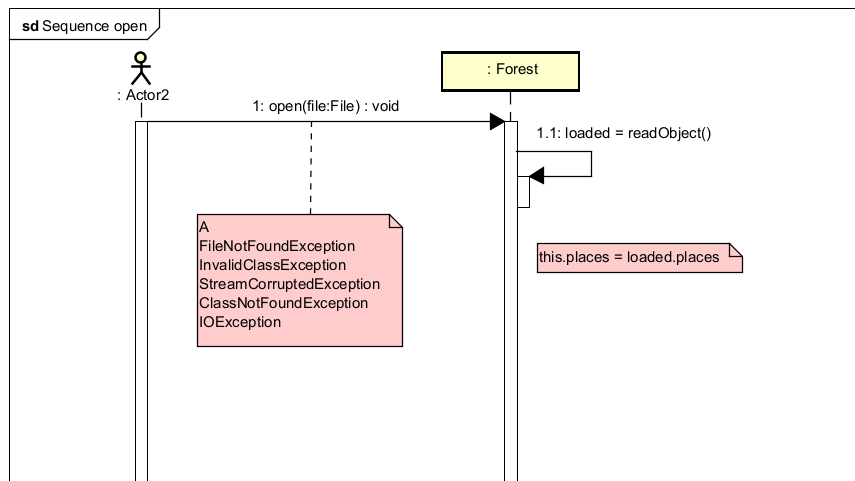 sd Sequence open
: Actor2
: Forest
1: open(file:File) : void
1.1: loaded = readObject()
A
FileNotFoundException
InvalidClassException
StreamCorruptedException
ClassNotFoundException
IOException
this.places = loaded.places